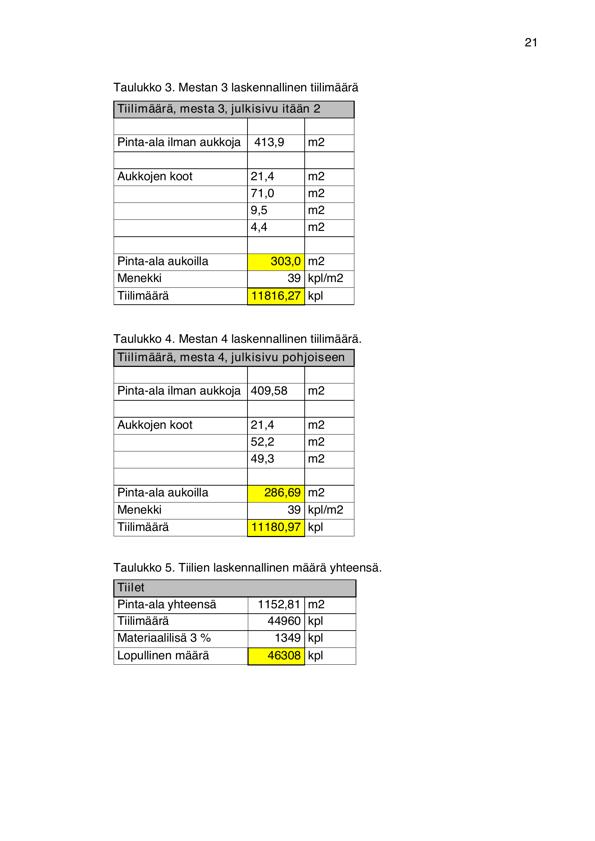 21
Taulukko 3. Mestan 3 laskennallinen tiilimäärä
Tiilimäärä, mesta 3, julkisivu itään 2
Pinta-ala ilman aukkoja 413,9 m2
Aukkojen koot 21,4 m2
71,0 m2
9,5 m2
4,4 m2
Pinta-ala aukoilla 303,0 m2
Menekki 39 kpl/m2
Tiilimäärä 11816,27 kpl
Taulukko 4. Mestan 4 laskennallinen tiilimäärä.
Tiilimäärä, mesta 4, julkisivu pohjoiseen
Pinta-ala ilman aukkoja 409,58 m2
Aukkojen koot 21,4 m2
52,2 m2
49,3 m2
Pinta-ala aukoilla 286,69 m2
Menekki 39 kpl/m2
Tiilimäärä 11180,97 kpl
Taulukko 5. Tiilien laskennallinen määrä yhteensä.
Tiilet
Pinta-ala yhteensä 1152,81 m2
Tiilimäärä 44960 kpl
Materiaalilisä 3 % 1349 kpl
Lopullinen määrä 46308 kpl